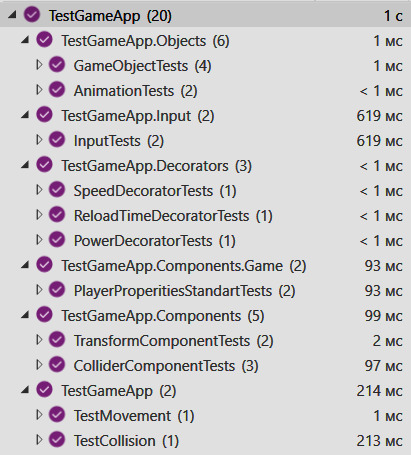 TestGameApp (20) 1 с
TestGameApp.Objects (6) 1 мс
GameObjectTests (4) 1 мс
AnimationTests (2) < 1 мс
TestGameApp.Input (2) 619 мс
InputTests (2) 619 мс
TestGameApp.Decorators (3) < 1 мс
SpeedDecoratorTests (1) < 1 мс
ReloadTimeDecoratorTests (1) < 1 мс
PowerDecoratorTests (1) < 1 мс
TestGameApp.Components.Game (2) 93 мс
PlayerProperitiesStandartTests (2) 93 мс
TestGameApp.Components (5) 99 мс
TransformComponentTests (2) 2 мс
ColliderComponentTests (3) 97 мс
TestGameApp (2) 214 мс
TestMovement (1) 1 мс
TestCollision (1) 213 мс